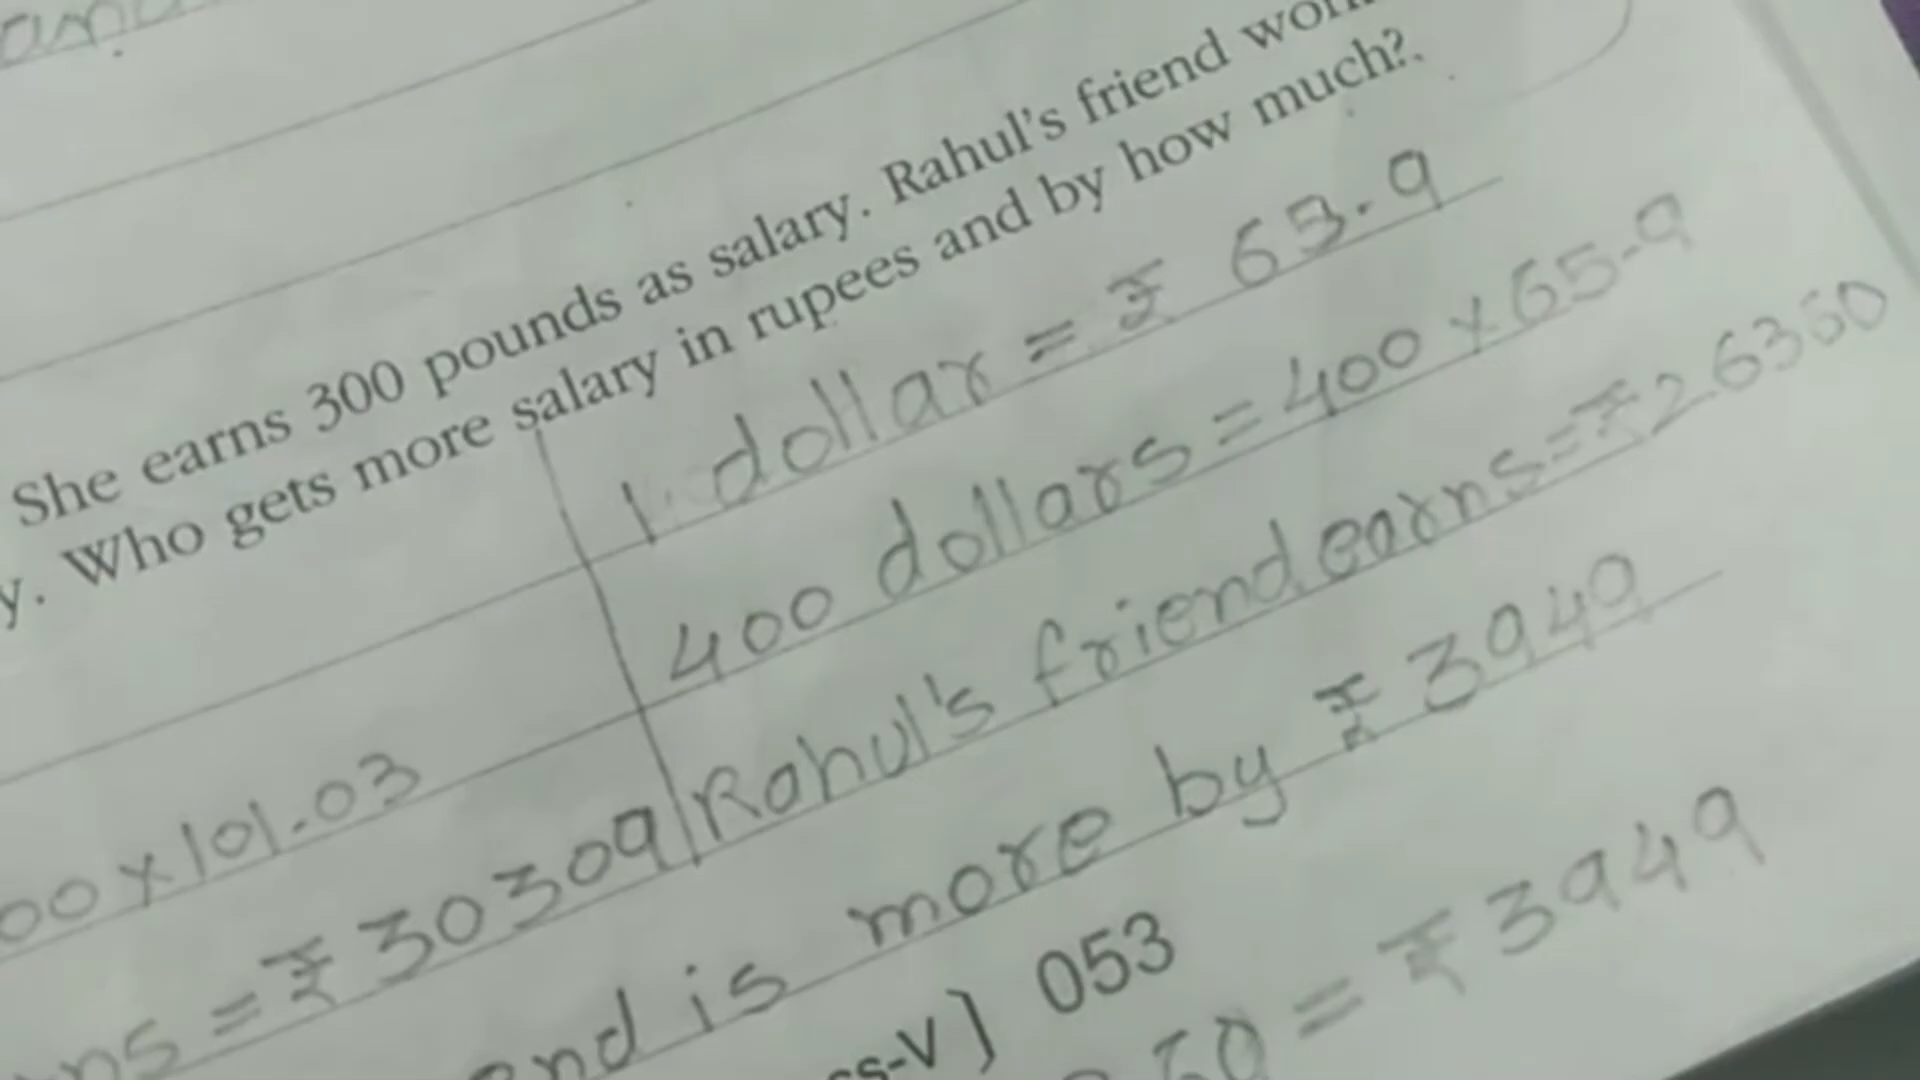 She earns 300 pounds as salary. Rahul's friend
y. Who gets more salary in rupees and by how much?
1 dollar = ₹ 65.9
400 dollars = 400 × 65.9
00 × 101.03
Rahul's friend earns = ₹ 26360
ns = ₹ 30309
end is more by ₹ 3949
ss-V] 053
60 = ₹ 3949